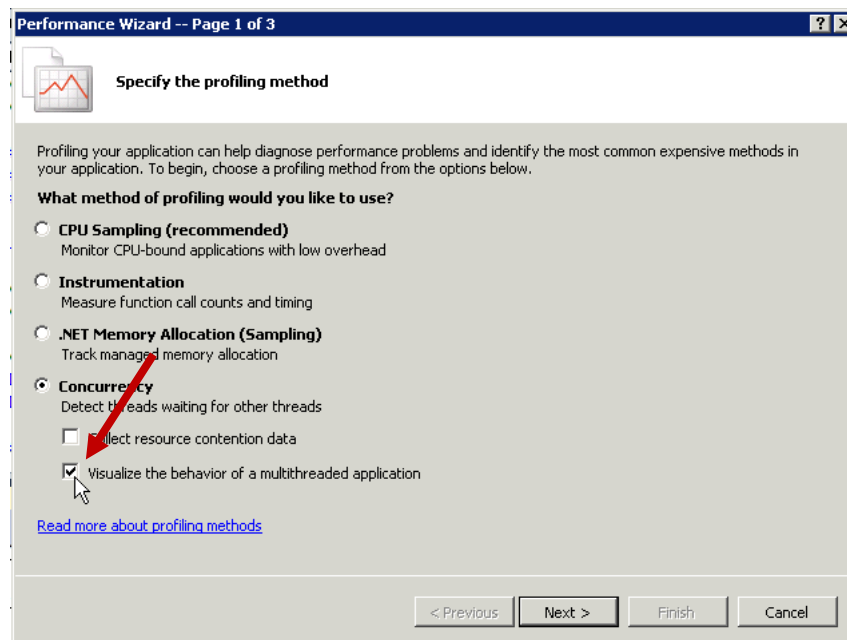 Performance Wizard -- Page 1 of 3
Specify the profiling method
Profiling your application can help diagnose performance problems and identify the most common expensive methods in
your application. To begin, choose a profiling method from the options below.
What method of profiling would you like to use?
CPU Sampling (recommended)
Monitor CPU-bound applications with low overhead
Instrumentation
Measure function call counts and timing
.NET Memory Allocation (Sampling)
Track managed memory allocation
Concurrency
Detect threads waiting for other threads
Collect resource contention data
Visualize the behavior of a multithreaded application
Read more about profiling methods
< Previous
Next >
Finish
Cancel